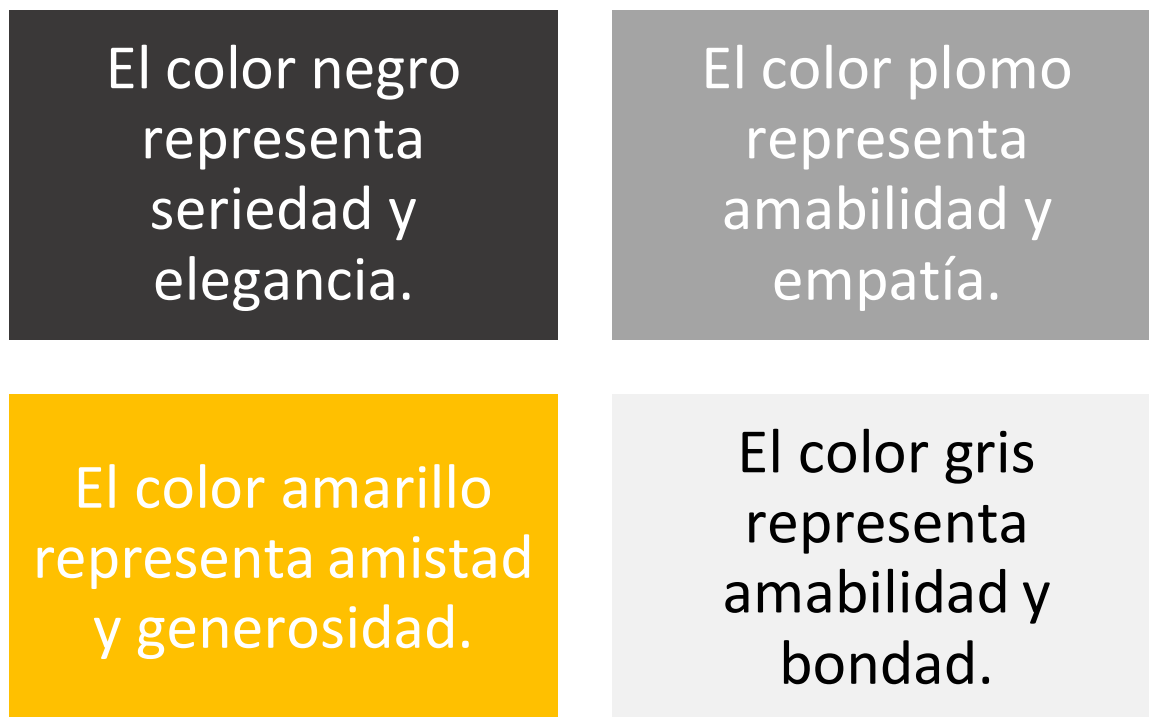 El color negro
representa
seriedad y
elegancia.
El color plomo
representa
amabilidad y
empatía.
El color amarillo
representa amistad
y generosidad.
El color gris
representa
amabilidad y
bondad.